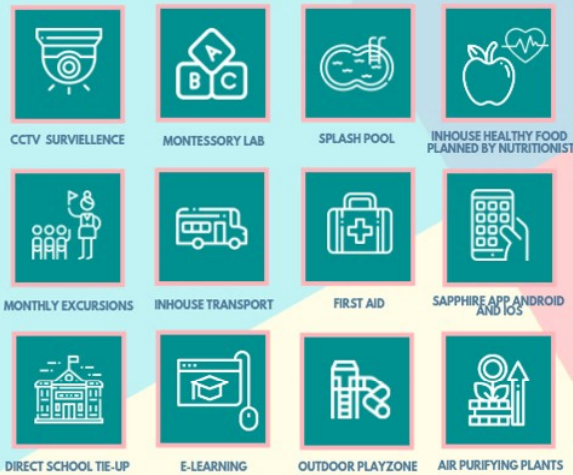 A
B C
CCTV SURVIELLENCE
MONTESSORY LAB
SPLASH POOL
INHOUSE HEALTHY FOOD
PLANNED BY NUTRITIONIST
MONTHLY EXCURSIONS
INHOUSE TRANSPORT
FIRST AID
SAPPHIRE APP ANDROID
AND IOS
DIRECT SCHOOL TIE-UP
E-LEARNING
OUTDOOR PLAYZONE
AIR PURIFYING PLANTS